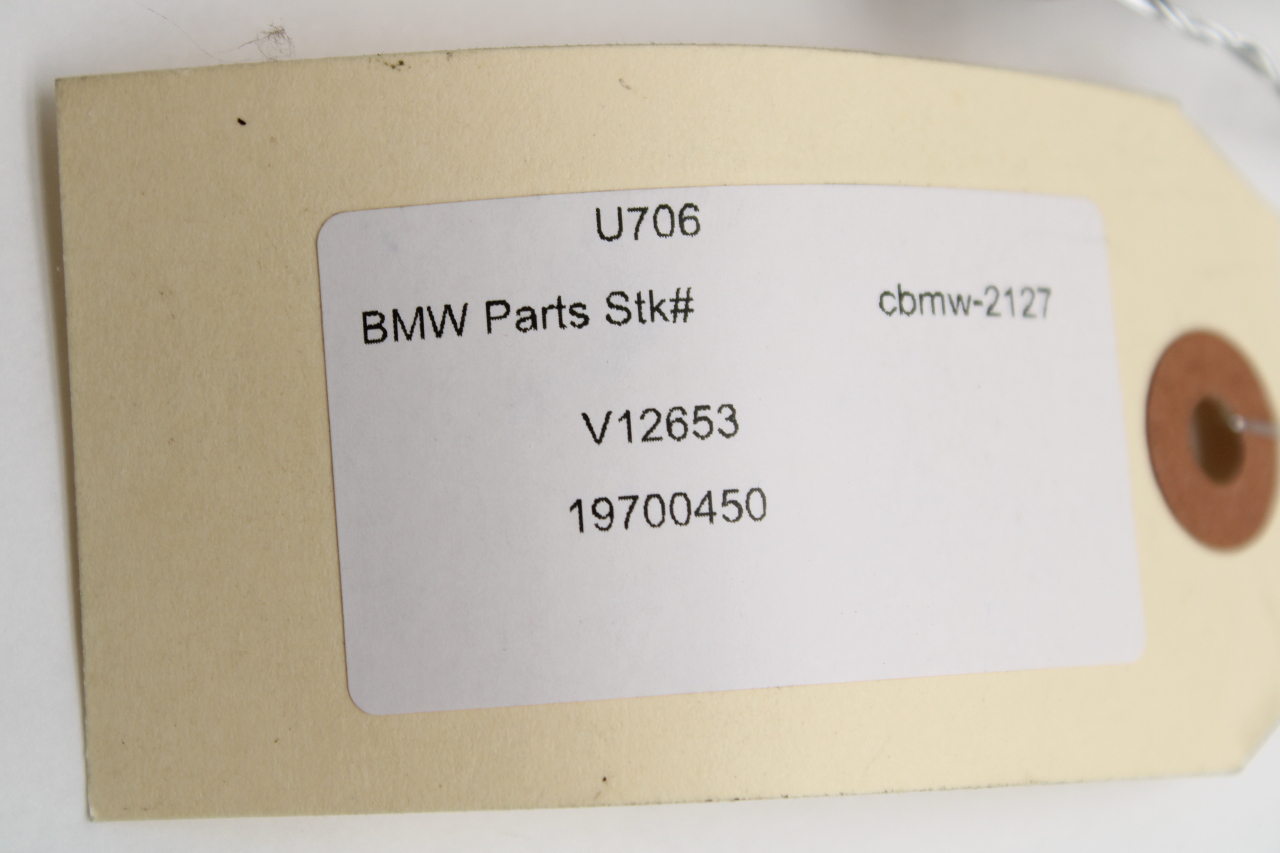 U706
BMW Parts Stk# cbmw-2127
V12653
19700450